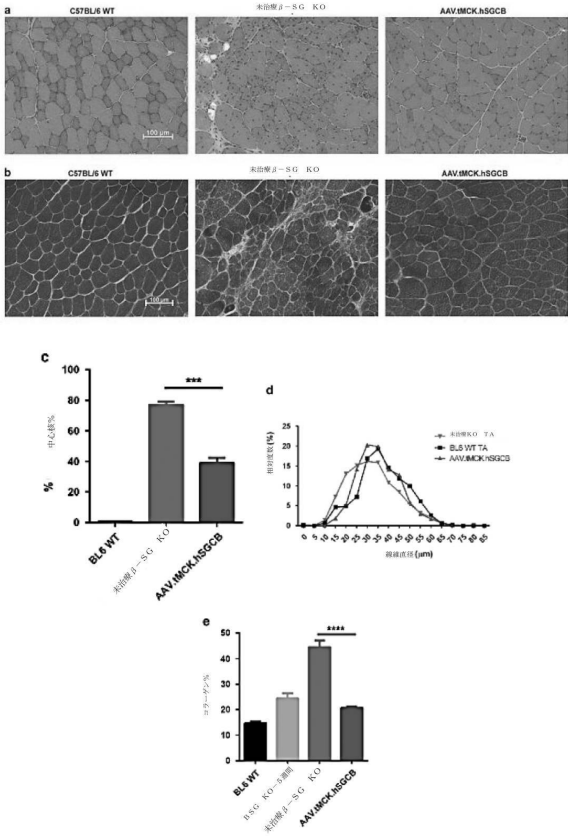 a
C57BL/6 WT
未治療β−SG KO
AAV.tMCK.hSGCB
100 μm
b
C57BL/6 WT
未治療β−SG KO
AAV.tMCK.hSGCB
100 μm
c
100
80
60
40
20
0
中心核%
%
***
BL6 WT
未治療β−SG KO
AAV.tMCK.hSGCB
d
25
20
15
10
5
0
相対度数(%)
未治療KO TA
BL6 WT TA
AAV.tMCK.hSGCB
0 5 10 15 20 25 30 35 40 45 50 55 60 65 70 75 80 85
線維直径(μm)
e
50
40
30
20
10
0
コラーゲン%
****
BL6 WT
BSG KO−5週間
未治療β−SG KO
AAV.tMCK.hSGCB